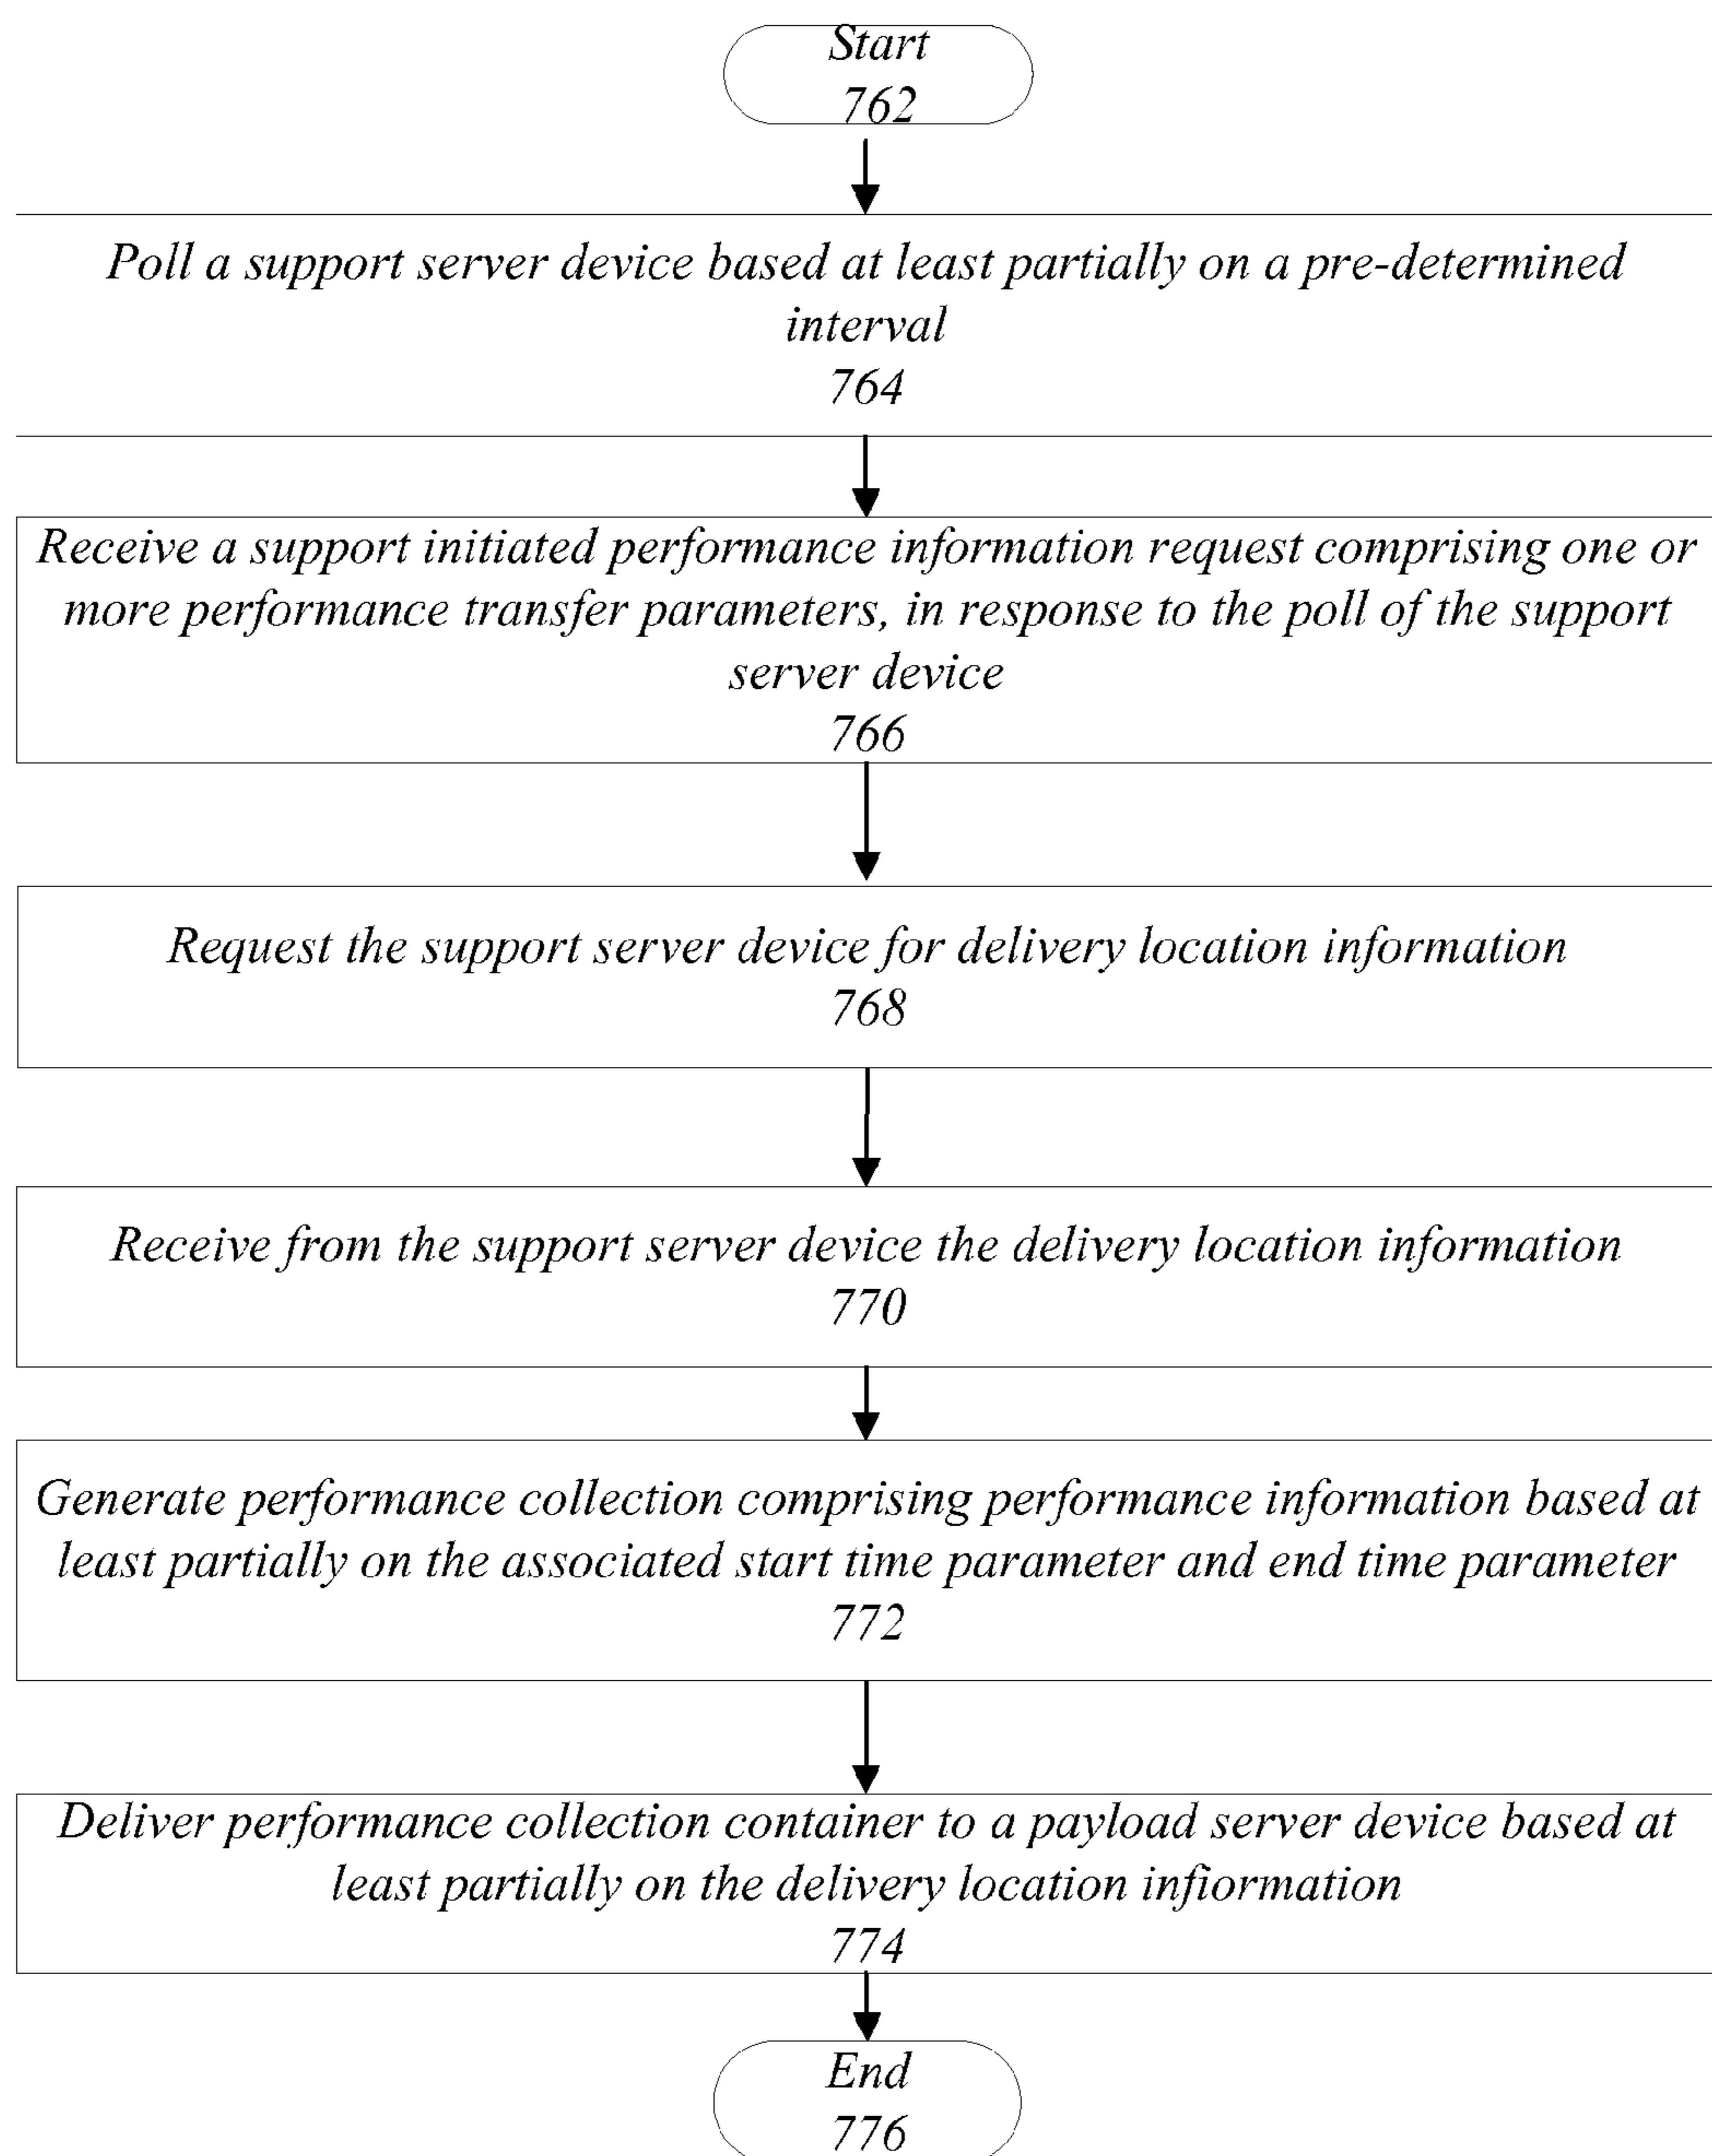 Start
762
Poll a support server device based at least partially on a pre-determined
interval
764
Receive a support initiated performance information request comprising one or
more performance transfer parameters, in response to the poll of the support
server device
766
Request the support server device for delivery location information
768
Receive from the support server device the delivery location information
770
Generate performance collection comprising performance information based at
least partially on the associated start time parameter and end time parameter
772
Deliver performance collection container to a payload server device based at
least partially on the delivery location infiormation
774
End
776